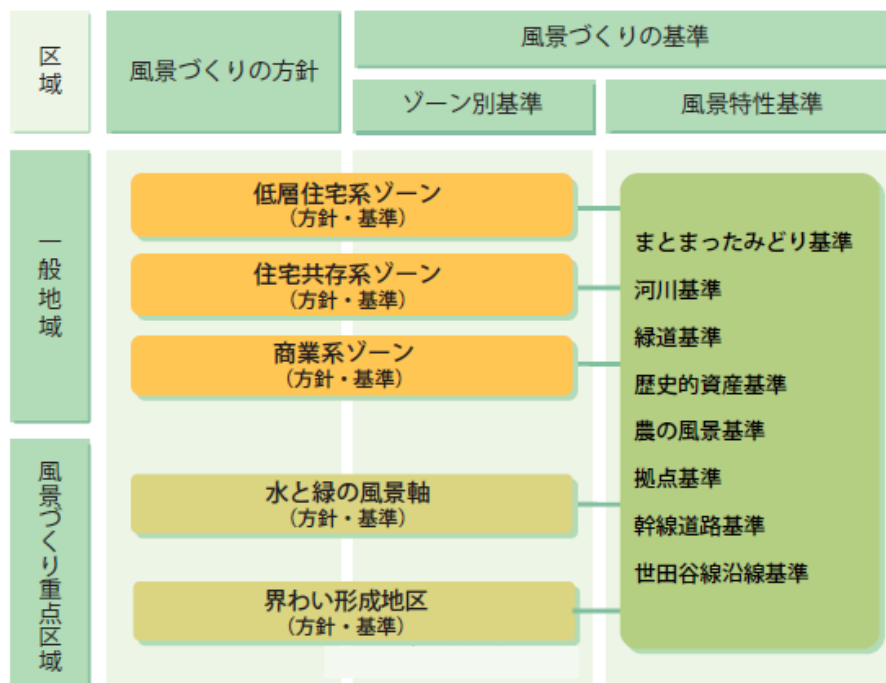 区域
風景づくりの方針
風景づくりの基準
ゾーン別基準
風景特性基準
一般地域
低層住宅系ゾーン
(方針・基準)
住宅共存系ゾーン
(方針・基準)
商業系ゾーン
(方針・基準)
風景づくり重点区域
水と緑の風景軸
(方針・基準)
界わい形成地区
(方針・基準)
まとまったみどり基準
河川基準
緑道基準
歴史的資産基準
農の風景基準
拠点基準
幹線道路基準
世田谷線沿線基準